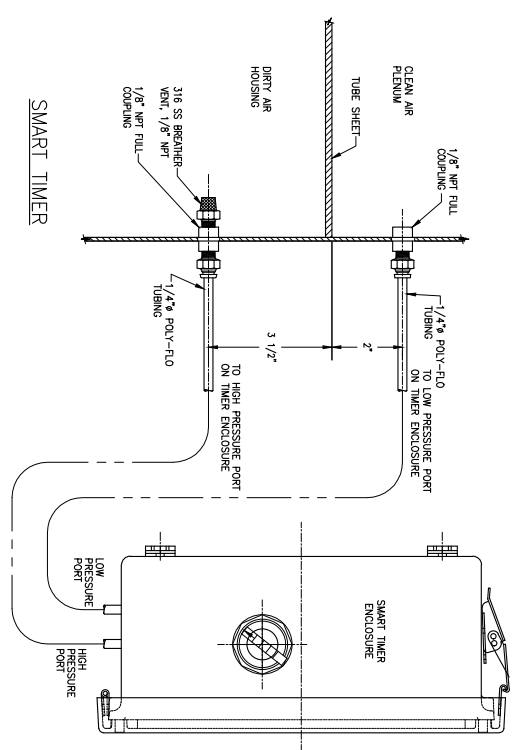 CLEAN AIR
PLENUM
1/8" NPT FULL
COUPLING
1/4"ø POLY-FLO
TUBING
TO LOW PRESSURE PORT
ON TIMER ENCLOSURE
TUBE SHEET
2"
3 1/2"
DIRTY AIR
HOUSING
316 SS BREATHER
VENT, 1/8" NPT
1/8" NPT FULL
COUPLING
1/4"ø POLY-FLO
TUBING
TO HIGH PRESSURE PORT
ON TIMER ENCLOSURE
SMART TIMER
ENCLOSURE
LOW
PRESSURE
PORT
HIGH
PRESSURE
PORT
SMART TIMER